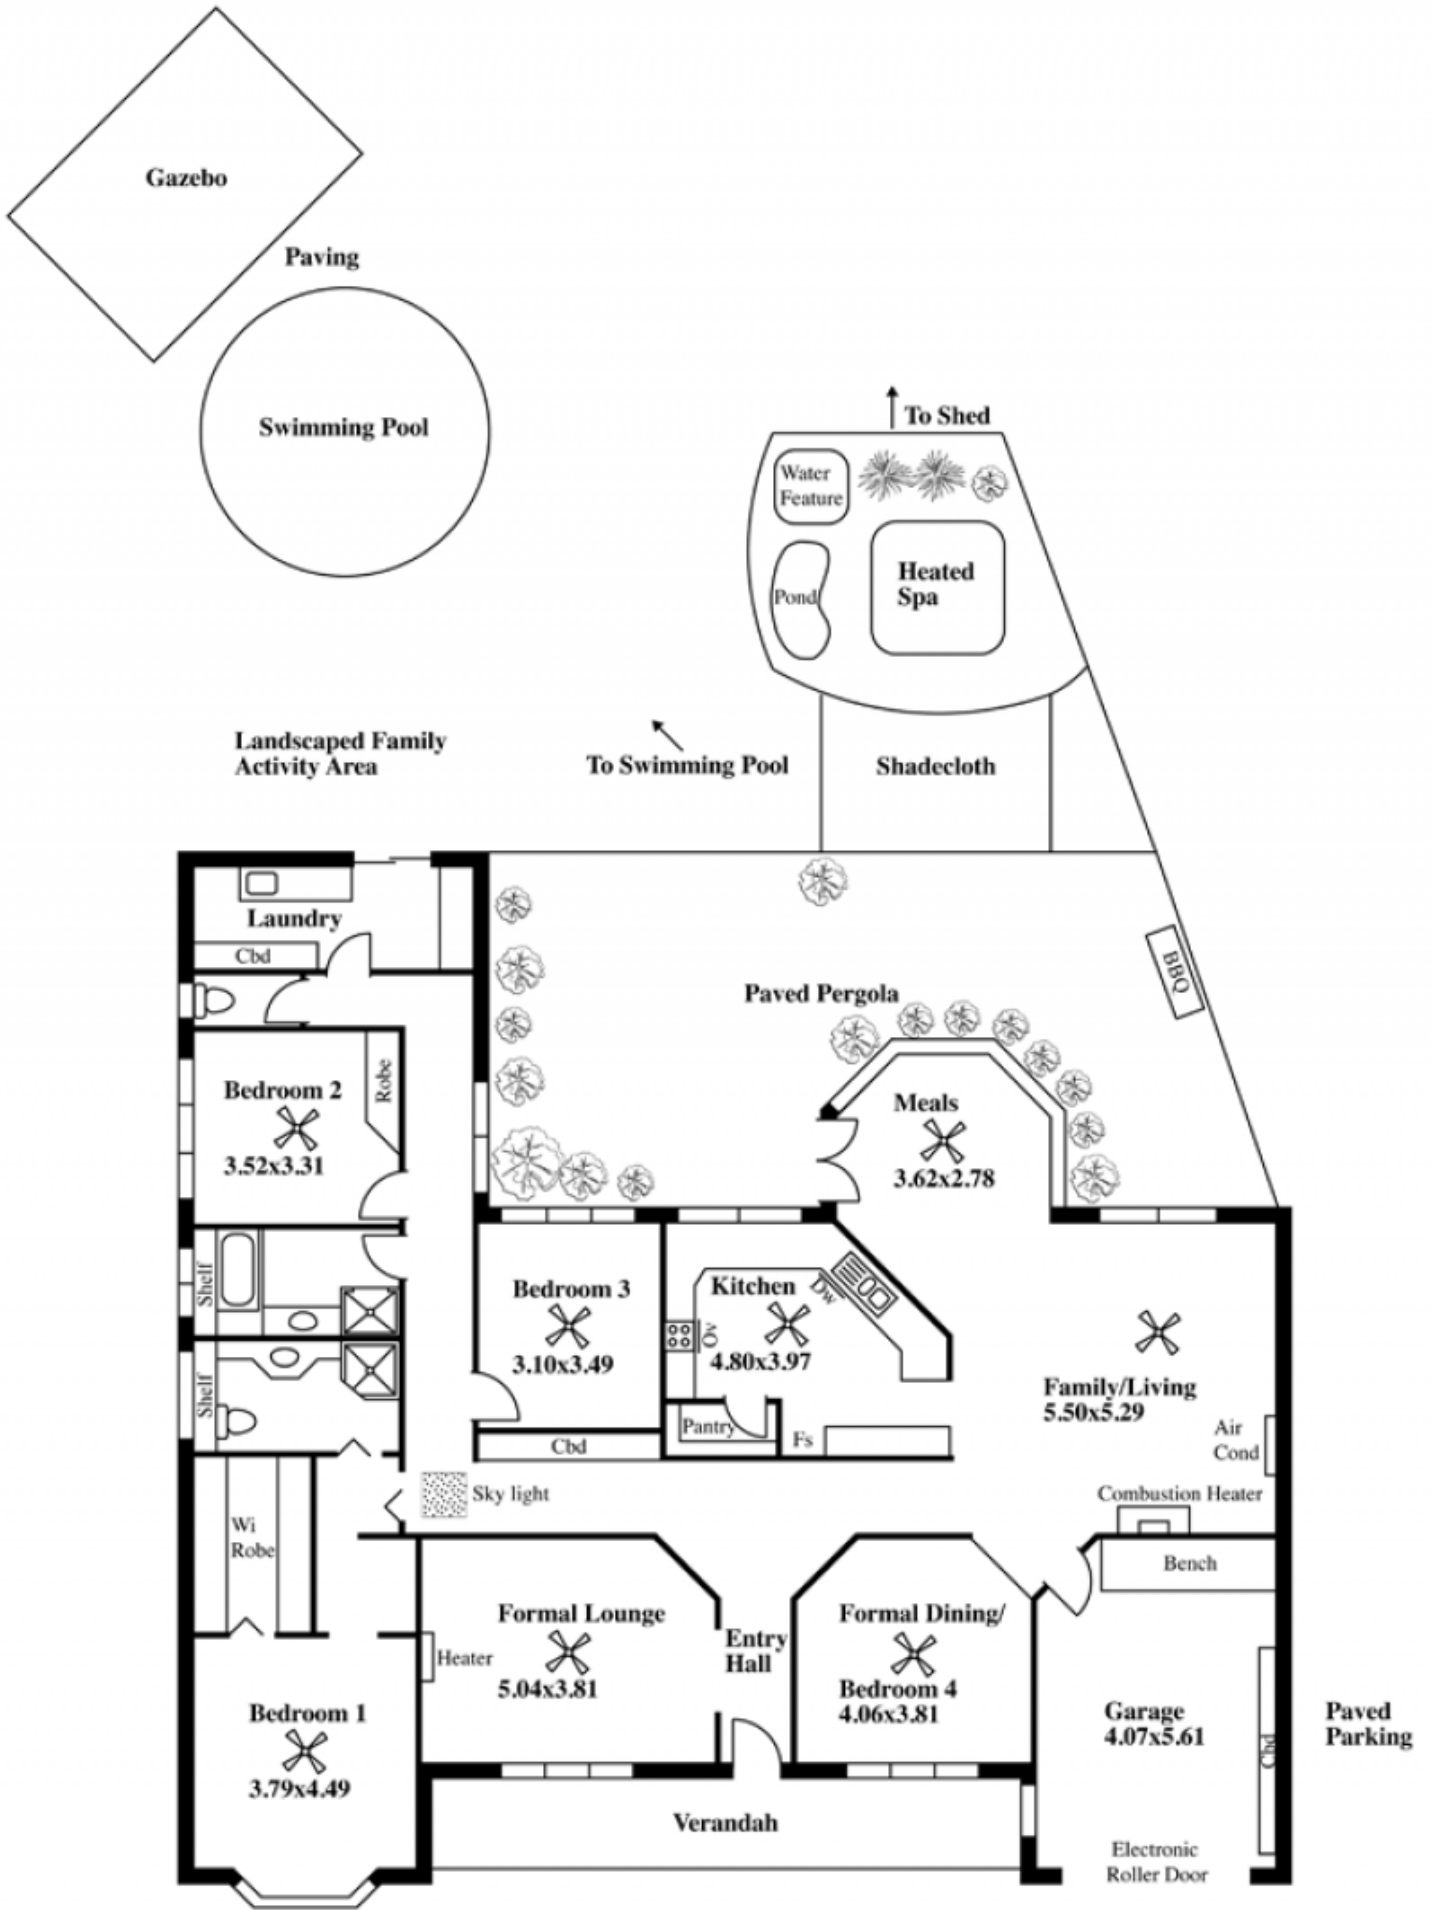 Gazebo
Paving
Swimming Pool
To Shed
Water
Feature
Heated
Spa
Pond
Landscaped Family
Activity Area
To Swimming Pool
Shadecloth
Laundry
Cbd
BBQ
Paved Pergola
Bedroom 2
3.52x3.31
Robe
Meals
3.62x2.78
Shelf
Bedroom 3
3.10x3.49
Cbd
Kitchen
4.80x3.97
Dw
Ov
Pantry
Fs
Family/Living
5.50x5.29
Air
Cond
Shelf
Sky light
Combustion Heater
Wi
Robe
Bench
Formal Lounge
5.04x3.81
Heater
Entry
Hall
Formal Dining/
Bedroom 4
4.06x3.81
Bedroom 1
3.79x4.49
Garage
4.07x5.61
Cbd
Paved
Parking
Verandah
Electronic
Roller Door